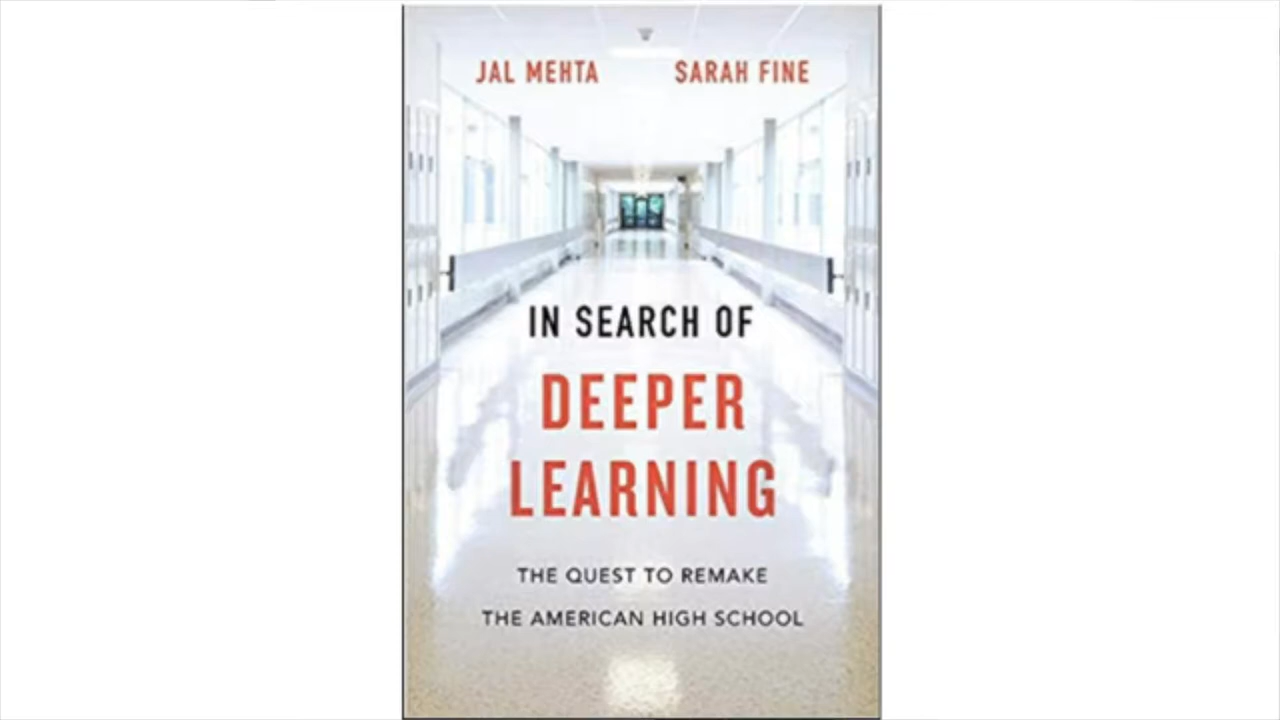 JAL MEHTA SARAH FINE
IN SEARCH OF
DEEPER
LEARNING
THE QUEST TO REMAKE
THE AMERICAN HIGH SCHOOL